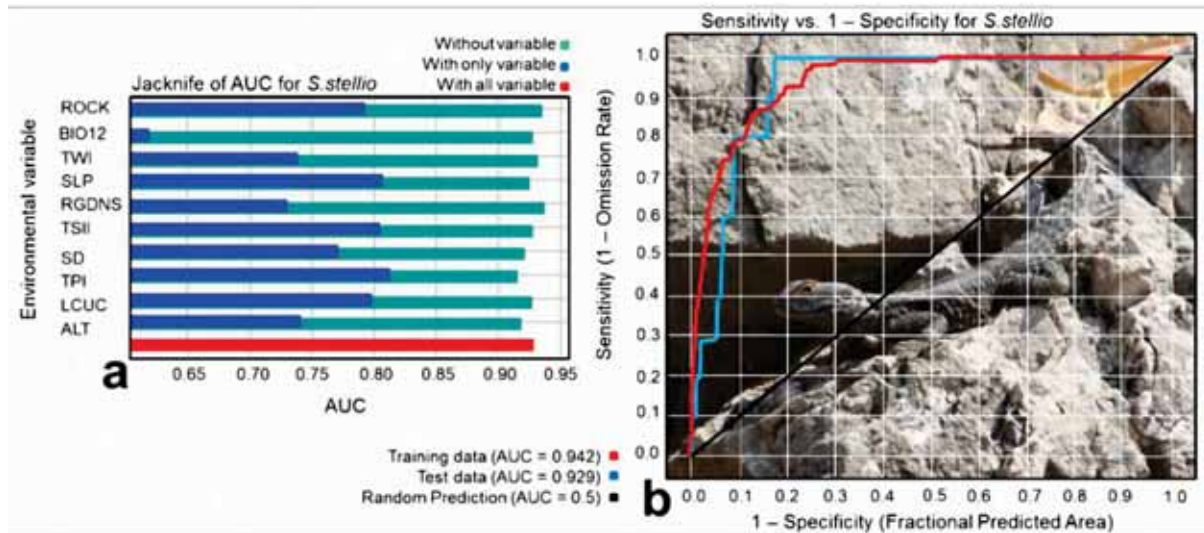 Without variable
With only variable
With all variable
Jacknife of AUC for S.stellio
Environmental variable
ROCK
BIO12
TWI
SLP
RGDNS
TSII
SD
TPI
LCUC
ALT
0.65 0.70 0.75 0.80 0.85 0.90 0.95
AUC
a
Sensitivity vs. 1 – Specificity for S.stellio
Sensitivity (1 – Omission Rate)
1.0
0.9
0.8
0.7
0.6
0.5
0.4
0.3
0.2
0.1
0.0
0.0 0.1 0.2 0.3 0.4 0.5 0.6 0.7 0.8 0.9 1.0
1 – Specificity (Fractional Predicted Area)
b
Training data (AUC = 0.942)
Test data (AUC = 0.929)
Random Prediction (AUC = 0.5)